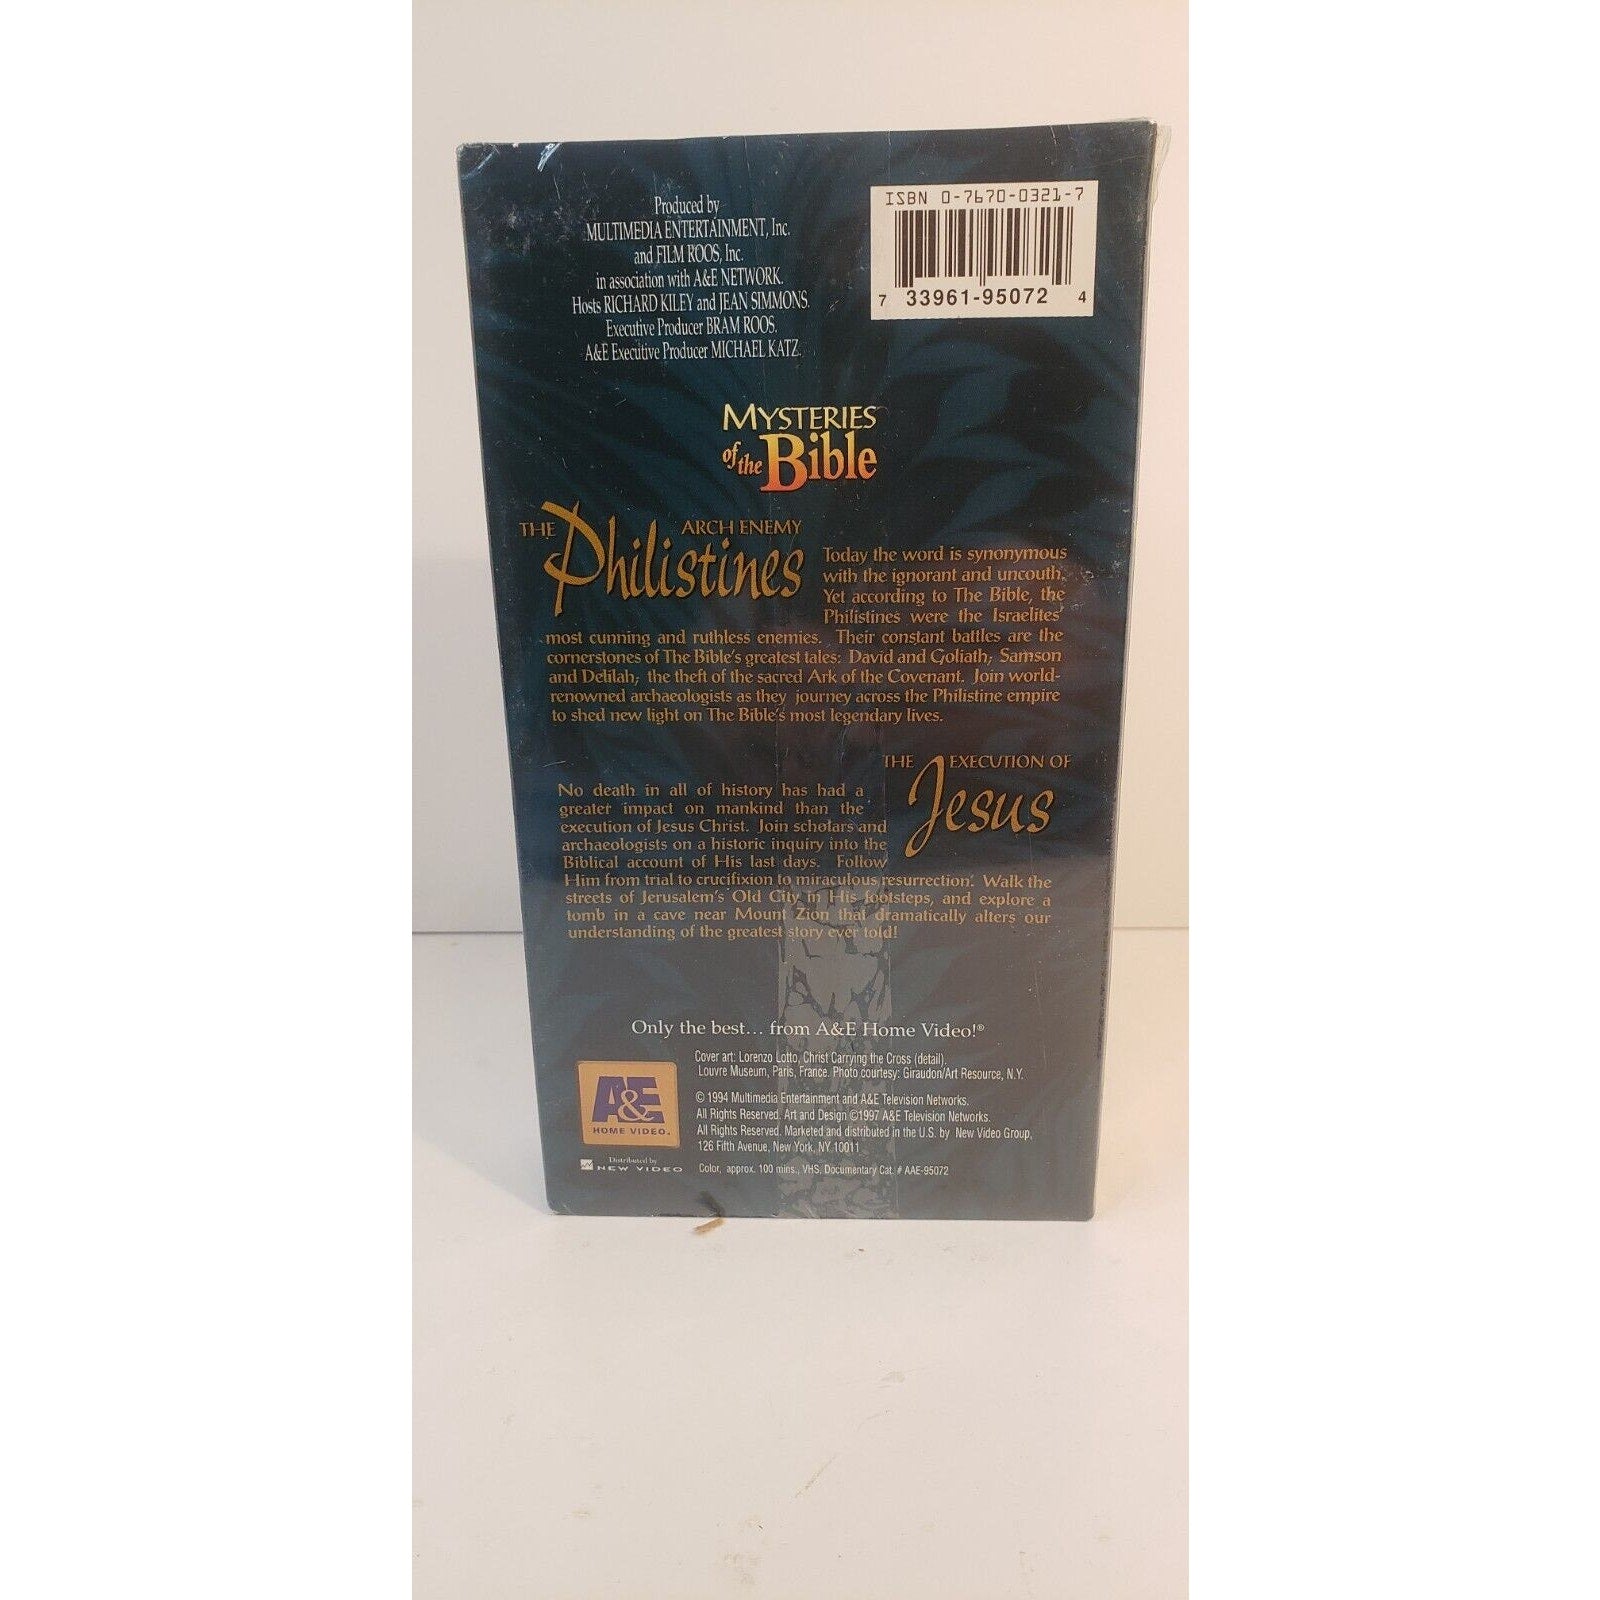 Produced by
MULTIMEDIA ENTERTAINMENT, Inc.
and FILM ROOS, Inc.
in association with A&E NETWORK.
Hosts RICHARD KILEY and JEAN SIMMONS.
Executive Producer BRAM ROOS.
A&E Executive Producer MICHAEL KATZ.
ISBN 0-7670-0321-7
7 33961-95072 4
MYSTERIES
of the Bible
THE ARCH ENEMY
Philistines
Today the word is synonymous
with the ignorant and uncouth.
Yet according to The Bible, the
Philistines were the Israelites'
most cunning and ruthless enemies. Their constant battles are the
cornerstones of The Bible's greatest tales: David and Goliath; Samson
and Delilah; the theft of the sacred Ark of the Covenant. Join world-
renowned archaeologists as they journey across the Philistine empire
to shed new light on The Bible's most legendary lives.
THE EXECUTION OF
Jesus
No death in all of history has had a
greater impact on mankind than the
execution of Jesus Christ. Join scholars and
archaeologists on a historic inquiry into the
Biblical account of His last days. Follow
Him from trial to crucifixion to miraculous resurrection. Walk the
streets of Jerusalem's Old City in His footsteps, and explore a
tomb in a cave near Mount Zion that dramatically alters our
understanding of the greatest story ever told!
Only the best... from A&E Home Video!®
Cover art: Lorenzo Lotto, Christ Carrying the Cross (detail).
Louvre Museum, Paris, France. Photo courtesy: Giraudon/Art Resource, N.Y.
A&E
HOME VIDEO.
© 1994 Multimedia Entertainment and A&E Television Networks.
All Rights Reserved. Art and Design ©1997 A&E Television Networks.
All Rights Reserved. Marketed and distributed in the U.S. by New Video Group,
126 Fifth Avenue, New York, NY 10011
Distributed by
NEW VIDEO
Color, approx. 100 mins., VHS, Documentary Cat. # AAE-95072